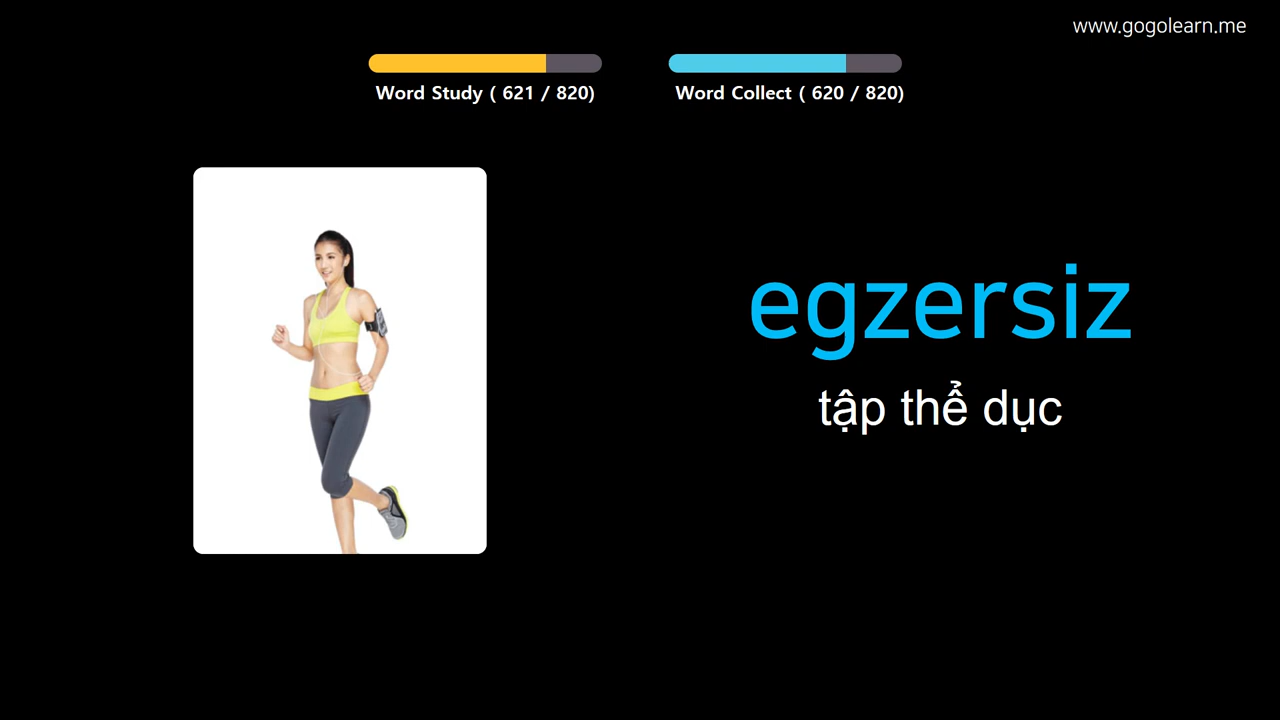 www.gogolearn.me
Word Study ( 621 / 820)
Word Collect ( 620 / 820)
egzersiz
tập thể dục